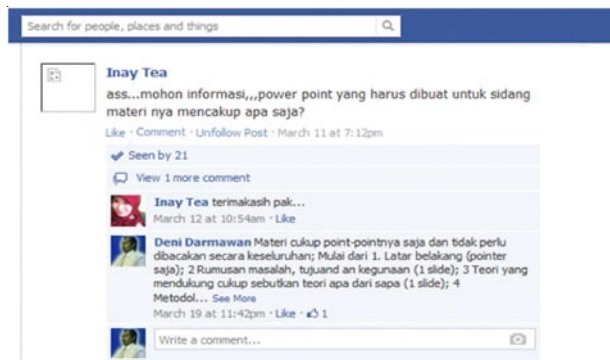 Search for people, places and things
Inay Tea
ass...mohon informasi,,,power point yang harus dibuat untuk sidang
materi nya mencakup apa saja?
Like · Comment · Unfollow Post · March 11 at 7:12pm
Seen by 21
View 1 more comment
Inay Tea terimakasih pak...
March 12 at 10:54am · Like
Deni Darmawan Materi cukup point-pointnya saja dan tidak perlu
dibacakan secara keseluruhan; Mulai dari 1. Latar belakang (pointer
saja); 2 Rumusan masalah, tujuand an kegunaan (1 slide); 3 Teori yang
mendukung cukup sebutkan teori apa dari sapa (1 slide); 4
Metodol... See More
March 19 at 11:42pm · Like · 1
Write a comment...